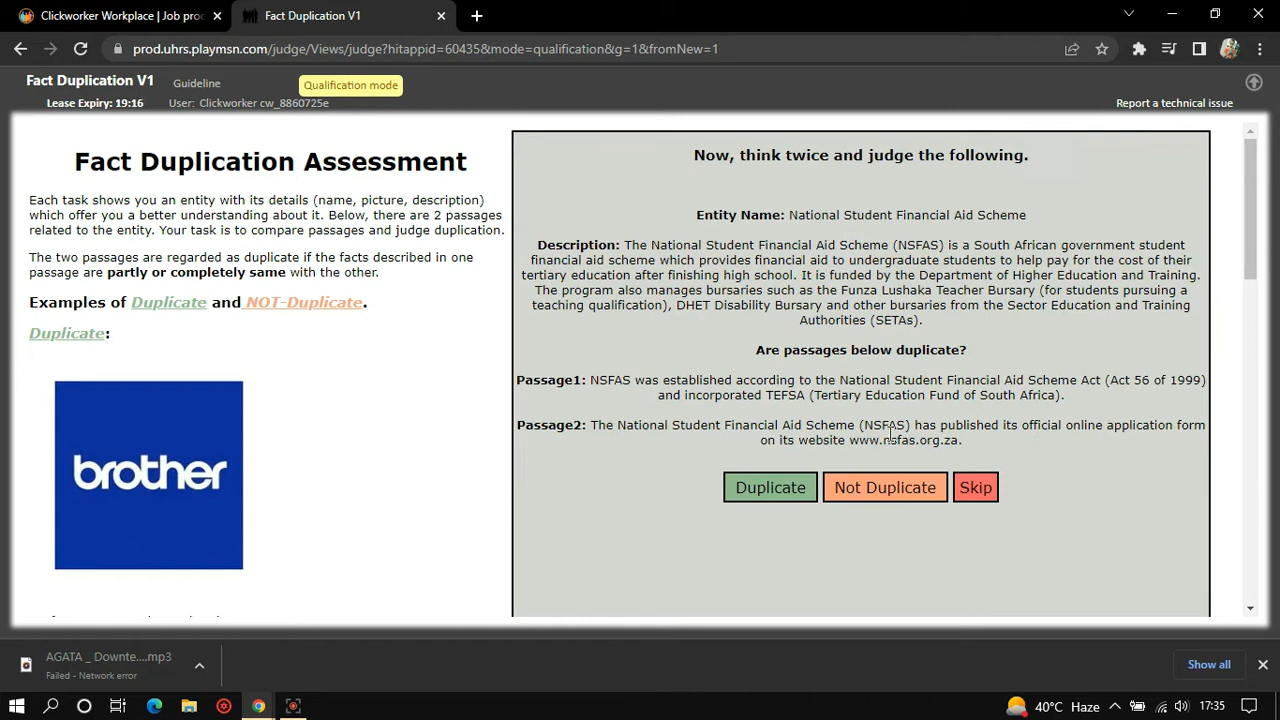 Clickworker Workplace | Job proc
Fact Duplication V1
prod.uhrs.playmsn.org/judge/Views/judge?hitappid=60435&mode=qualification&g=1&fromNew=1
Fact Duplication V1
Guideline
Qualification mode
Lease Expiry: 19:16
User: Clickworker cw_8860725e
Report a technical issue
Fact Duplication Assessment
Each task shows you an entity with its details (name, picture, description)
which offer you a better understanding about it. Below, there are 2 passages
related to the entity. Your task is to compare passages and judge duplication.
The two passages are regarded as duplicate if the facts described in one
passage are partly or completely same with the other.
Examples of Duplicate and NOT-Duplicate.
Duplicate:
brother
Now, think twice and judge the following.
Entity Name: National Student Financial Aid Scheme
Description: The National Student Financial Aid Scheme (NSFAS) is a South African government student
financial aid scheme which provides financial aid to undergraduate students to help pay for the cost of their
tertiary education after finishing high school. It is funded by the Department of Higher Education and Training.
The program also manages bursaries such as the Funza Lushaka Teacher Bursary (for students pursuing a
teaching qualification), DHET Disability Bursary and other bursaries from the Sector Education and Training
Authorities (SETAs).
Are passages below duplicate?
Passage1: NSFAS was established according to the National Student Financial Aid Scheme Act (Act 56 of 1999)
and incorporated TEFSA (Tertiary Education Fund of South Africa).
Passage2: The National Student Financial Aid Scheme (NSFAS) has published its official online application form
on its website www.nsfas.org.za.
Duplicate
Not Duplicate
Skip
AGATA _ Downte....mp3
Failed - Network error
Show all
40°C Haze
17:35